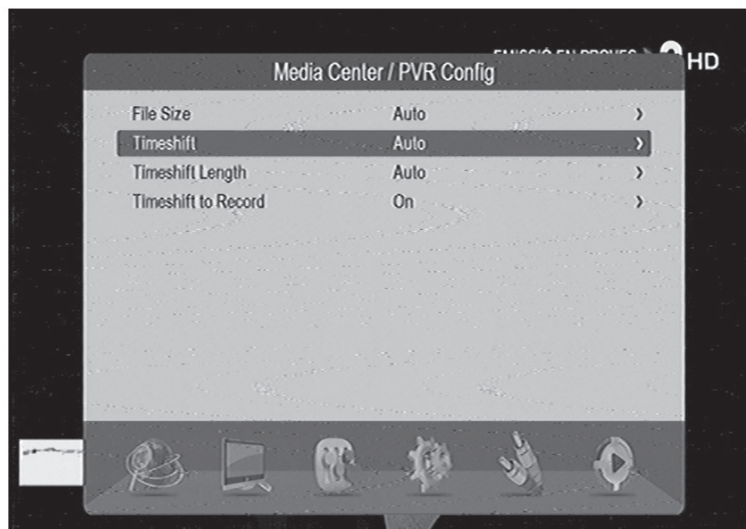 HD
Media Center / PVR Config
File Size Auto
Timeshift Auto
Timeshift Length Auto
Timeshift to Record On